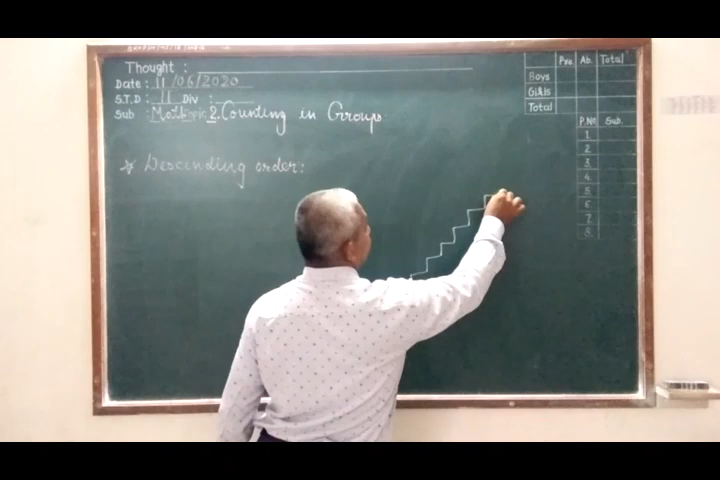 Thought :
Date : 11/06/2020
S.T.D : II Div :
Sub : Topic 2. Counting in Groups
* Descending order:
Pre. Ab. Total
Boys
Girls
Total
P.No Sub.
1.
2.
3.
4.
5.
6.
7.
8.